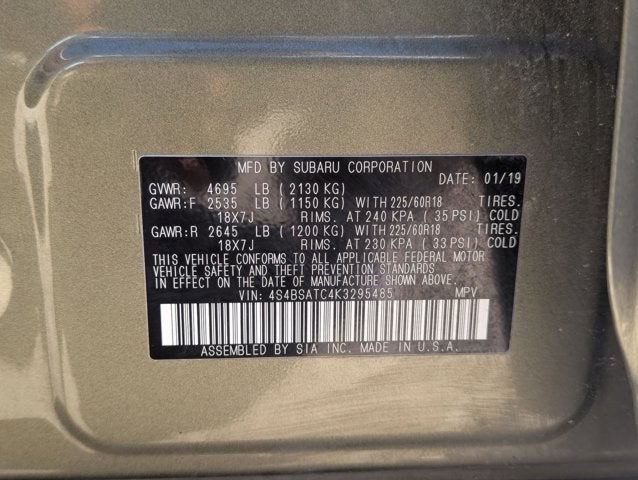 MFD BY SUBARU CORPORATION
DATE: 01/19
GVWR: 4695 LB (2130 KG)
GAWR:F 2535 LB (1150 KG) WITH 225/60R18 TIRES.
18X7J RIMS. AT 240 KPA (35 PSI) COLD
GAWR:R 2645 LB (1200 KG) WITH 225/60R18 TIRES.
18X7J RIMS. AT 230 KPA (33 PSI) COLD
THIS VEHICLE CONFORMS TO ALL APPLICABLE FEDERAL MOTOR
VEHICLE SAFETY AND THEFT PREVENTION STANDARDS
IN EFFECT ON THE DATE OF MANUFACTURE SHOWN ABOVE.
VIN: 4S4BSATC4K3295485 MPV
ASSEMBLED BY SIA INC. MADE IN U.S.A.